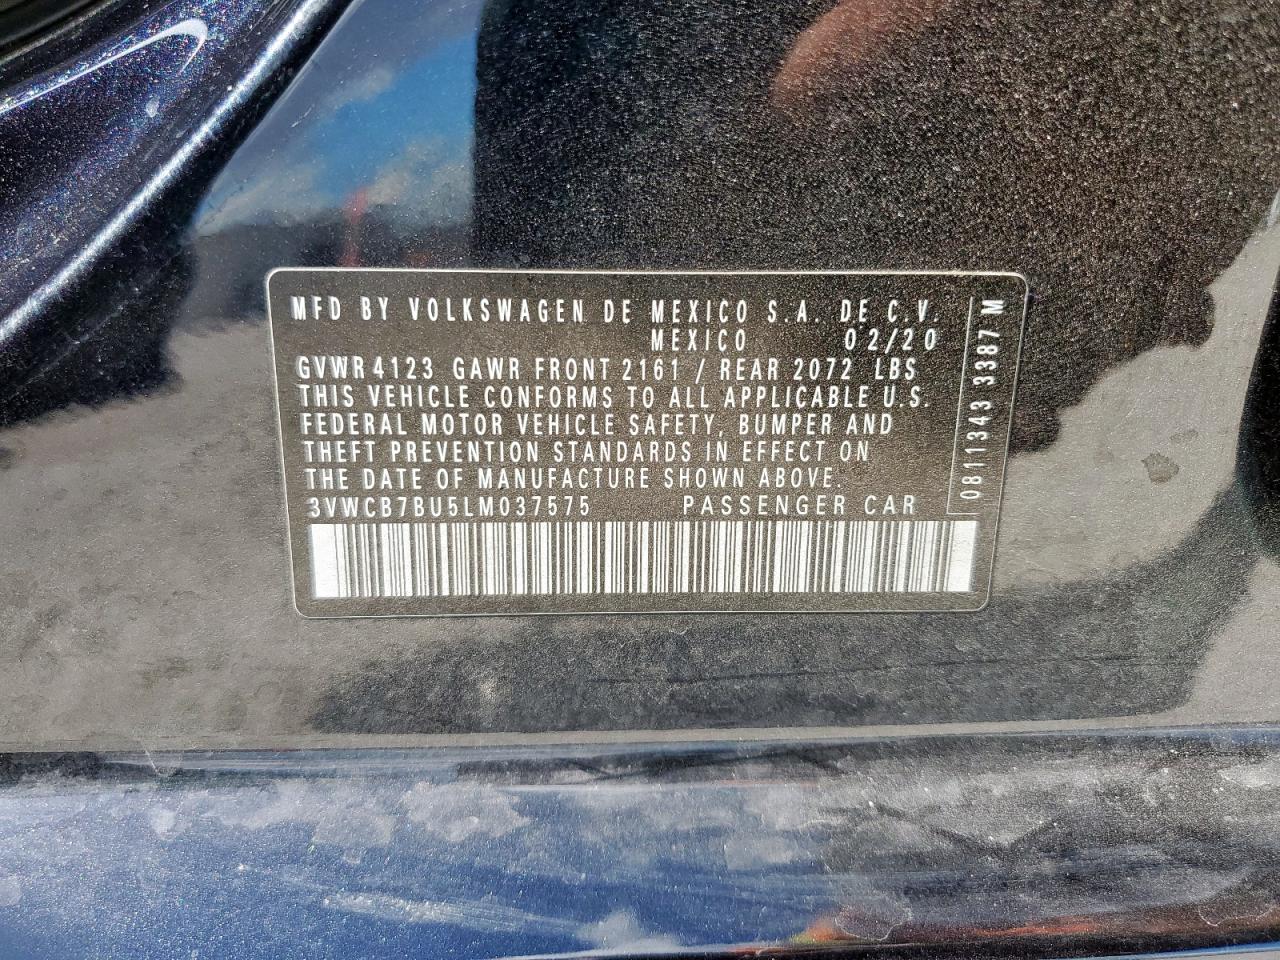 MFD BY VOLKSWAGEN DE MEXICO S.A. DE C.V.
MEXICO 02/20
GVWR 4123 GAWR FRONT 2161 / REAR 2072 LBS
THIS VEHICLE CONFORMS TO ALL APPLICABLE U.S.
FEDERAL MOTOR VEHICLE SAFETY, BUMPER AND
THEFT PREVENTION STANDARDS IN EFFECT ON
THE DATE OF MANUFACTURE SHOWN ABOVE.
3VWCB7BU5LM037575 PASSENGER CAR
0811343 3387 M